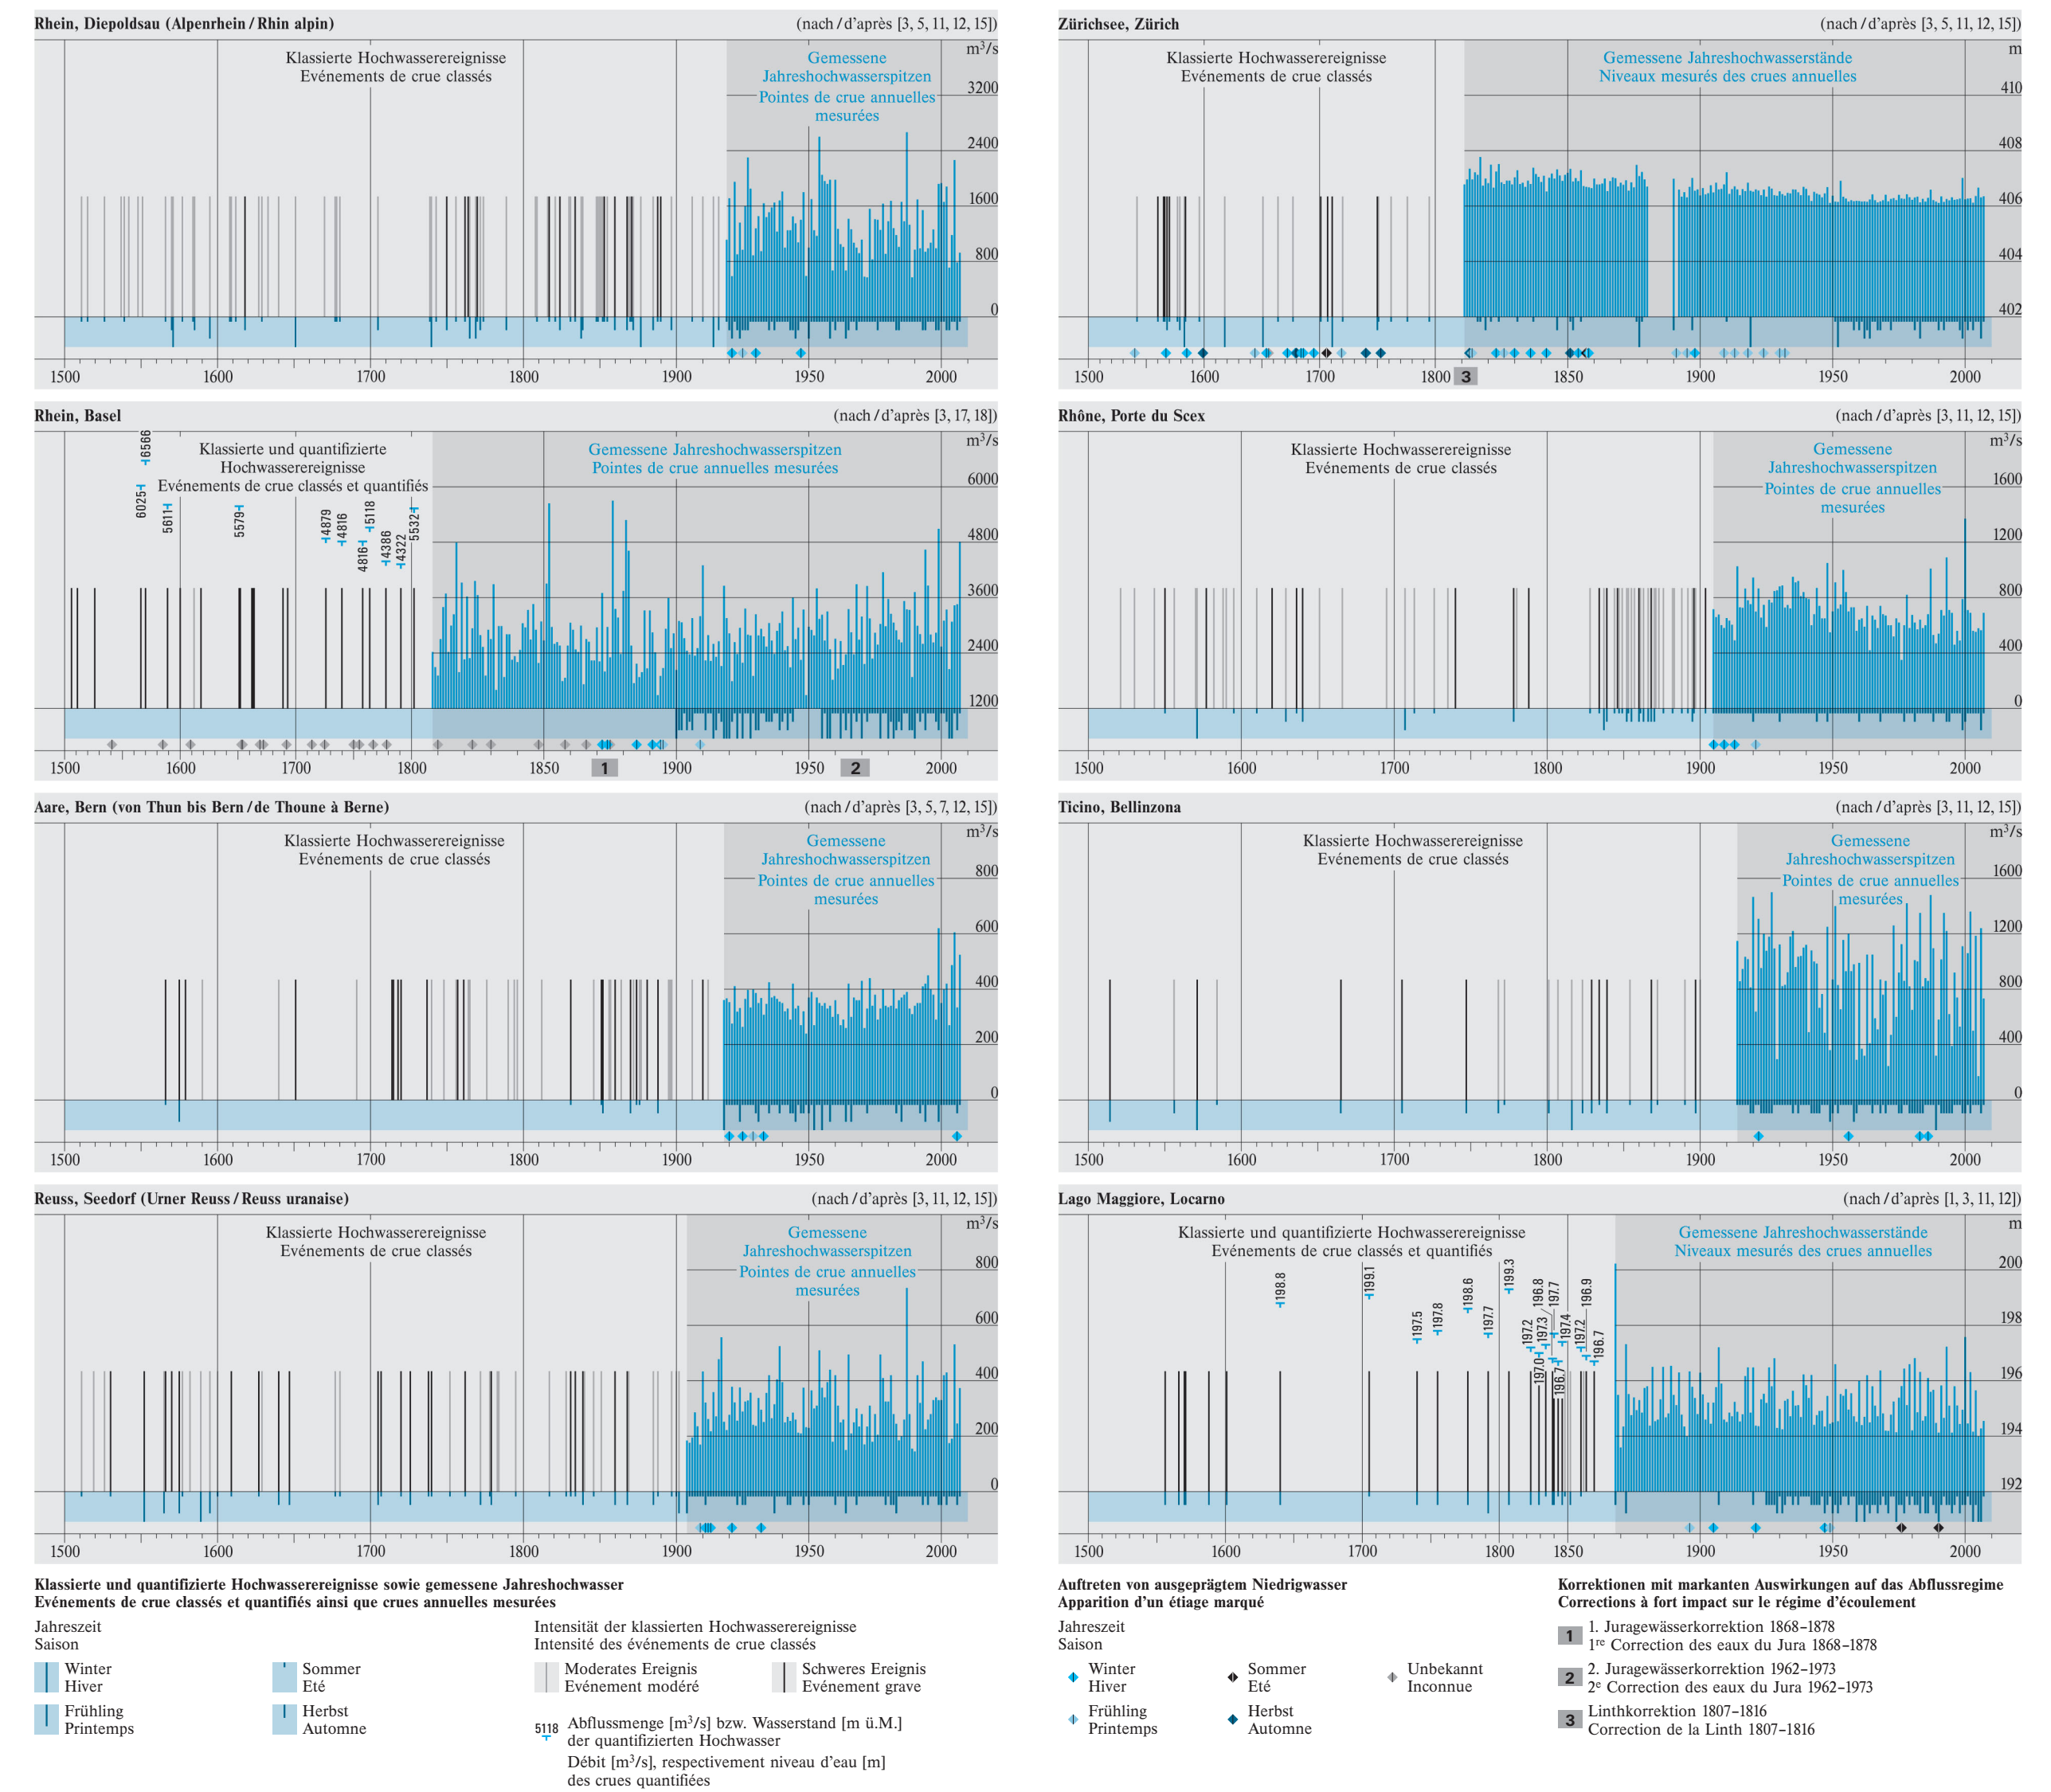 Rhein, Diepoldsau (Alpenrhein / Rhin alpin) (nach / d'après [3, 5, 11, 12, 15])
Klassierte Hochwasserereignisse
Evénements de crue classés
Gemessene
Jahreshochwasserspitzen
Pointes de crue annuelles
mesurées
m³/s
3200
2400
1600
800
0
1500 1600 1700 1800 1900 1950 2000
Zürichsee, Zürich (nach / d'après [3, 5, 11, 12, 15])
Klassierte Hochwasserereignisse
Evénements de crue classés
Gemessene Jahreshochwasserstände
Niveaux mesurés des crues annuelles
m
410
408
406
404
402
1500 1600 1700 1800 3 1850 1900 1950 2000
Rhein, Basel (nach / d'après [3, 17, 18])
Klassierte und quantifizierte
Hochwasserereignisse
Evénements de crue classés et quantifiés
Gemessene Jahreshochwasserspitzen
Pointes de crue annuelles mesurées
6025
6566
5611
5579
4879
4816
4816
5118
4386
4322
5532
m³/s
6000
4800
3600
2400
1200
1500 1600 1700 1800 1850 1 1900 1950 2 2000
Rhône, Porte du Scex (nach / d'après [3, 11, 12, 15])
Klassierte Hochwasserereignisse
Evénements de crue classés
Gemessene
Jahreshochwasserspitzen
Pointes de crue annuelles
mesurées
m³/s
1600
1200
800
400
0
1500 1600 1700 1800 1900 1950 2000
Aare, Bern (von Thun bis Bern / de Thoune à Berne) (nach / d'après [3, 5, 7, 12, 15])
Klassierte Hochwasserereignisse
Evénements de crue classés
Gemessene
Jahreshochwasserspitzen
Pointes de crue annuelles
mesurées
m³/s
800
600
400
200
0
1500 1600 1700 1800 1900 1950 2000
Ticino, Bellinzona (nach / d'après [3, 11, 12, 15])
Klassierte Hochwasserereignisse
Evénements de crue classés
Gemessene
Jahreshochwasserspitzen
Pointes de crue annuelles
mesurées
m³/s
1600
1200
800
400
0
1500 1600 1700 1800 1900 1950 2000
Reuss, Seedorf (Urner Reuss / Reuss uranaise) (nach / d'après [3, 11, 12, 15])
Klassierte Hochwasserereignisse
Evénements de crue classés
Gemessene
Jahreshochwasserspitzen
Pointes de crue annuelles
mesurées
m³/s
800
600
400
200
0
1500 1600 1700 1800 1900 1950 2000
Lago Maggiore, Locarno (nach / d'après [1, 3, 11, 12])
Klassierte und quantifizierte Hochwasserereignisse
Evénements de crue classés et quantifiés
Gemessene Jahreshochwasserstände
Niveaux mesurés des crues annuelles
198.8
199.1
197.5
197.8
198.6
197.7
199.3
197.2
197.0
196.8
197.3
197.7
196.7
197.4
197.2
196.9
196.7
m
200
198
196
194
192
1500 1600 1700 1800 1850 1900 1950 2000
Klassierte und quantifizierte Hochwasserereignisse sowie gemessene Jahreshochwasser
Evénements de crue classés et quantifiés ainsi que crues annuelles mesurées
Jahreszeit
Saison
Winter
Hiver
Frühling
Printemps
Sommer
Eté
Herbst
Automne
Intensität der klassierten Hochwasserereignisse
Intensité des événements de crue classés
Moderates Ereignis
Evénement modéré
Schweres Ereignis
Evénement grave
5118 Abflussmenge [m³/s] bzw. Wasserstand [m ü.M.]
der quantifizierten Hochwasser
Débit [m³/s], respectivement niveau d'eau [m]
des crues quantifiées
Auftreten von ausgeprägtem Niedrigwasser
Apparition d'un étiage marqué
Jahreszeit
Saison
Winter
Hiver
Frühling
Printemps
Sommer
Eté
Herbst
Automne
Unbekannt
Inconnue
Korrektionen mit markanten Auswirkungen auf das Abflussregime
Corrections à fort impact sur le régime d'écoulement
1 1. Juragewässerkorrektion 1868–1878
1re Correction des eaux du Jura 1868–1878
2 2. Juragewässerkorrektion 1962–1973
2e Correction des eaux du Jura 1962–1973
3 Linthkorrektion 1807–1816
Correction de la Linth 1807–1816